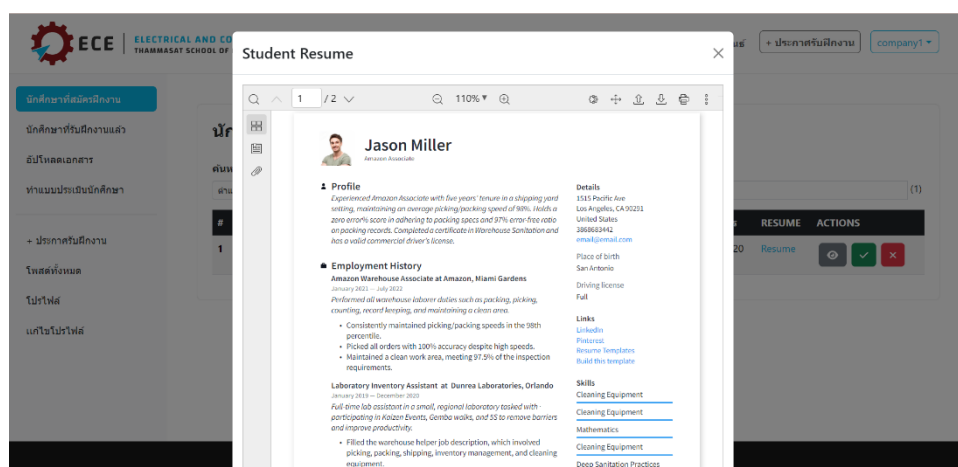 ECE
ELECTRICAL AND CO
THAMMASAT SCHOOL OF
+ ประกาศรับฝึกงาน
company1
นักศึกษาที่สมัครฝึกงาน
นักศึกษาที่รับฝึกงานแล้ว
อัปโหลดเอกสาร
ทำแบบประเมินนักศึกษา
+ ประกาศรับฝึกงาน
โพสต์ทั้งหมด
โปรไฟล์
แก้ไขโปรไฟล์
(1)
#
RESUME
ACTIONS
1
20
Resume
Student Resume
1
/ 2
110%
Jason Miller
Amazon Associate
Profile
Experienced Amazon Associate with five years' tenure in a shipping yard
setting, maintaining an average picking/packing speed of 98%. Holds a
zero error% score in adhering to packing specs and 97% error-free ratio
on packing records. Completed a certificate in Warehouse Sanitation and
has a valid commercial driver's license.
Employment History
Amazon Warehouse Associate at Amazon, Miami Gardens
January 2021 — July 2022
Performed all warehouse laborer duties such as packing, picking,
counting, record keeping, and maintaining a clean area.
• Consistently maintained picking/packing speeds in the 98th
percentile.
• Picked all orders with 100% accuracy despite high speeds.
• Maintained a clean work area, meeting 97.5% of the inspection
requirements.
Laboratory Inventory Assistant at Dunrea Laboratories, Orlando
January 2019 — December 2020
Full-time lab assistant in a small, regional laboratory tasked with
participating in Kaizen Events, Gemba walks, and 5S to remove barriers
and improve productivity.
• Filled the warehouse helper job description, which involved
picking, packing, shipping, inventory management, and cleaning
equipment.
Details
1515 Pacific Ave
Los Angeles, CA 90291
United States
3868683442
email@email.com
Place of birth
San Antonio
Driving license
Full
Links
LinkedIn
Pinterest
Resume Templates
Build this template
Skills
Cleaning Equipment
Cleaning Equipment
Mathematics
Cleaning Equipment
Deep Sanitation Practices